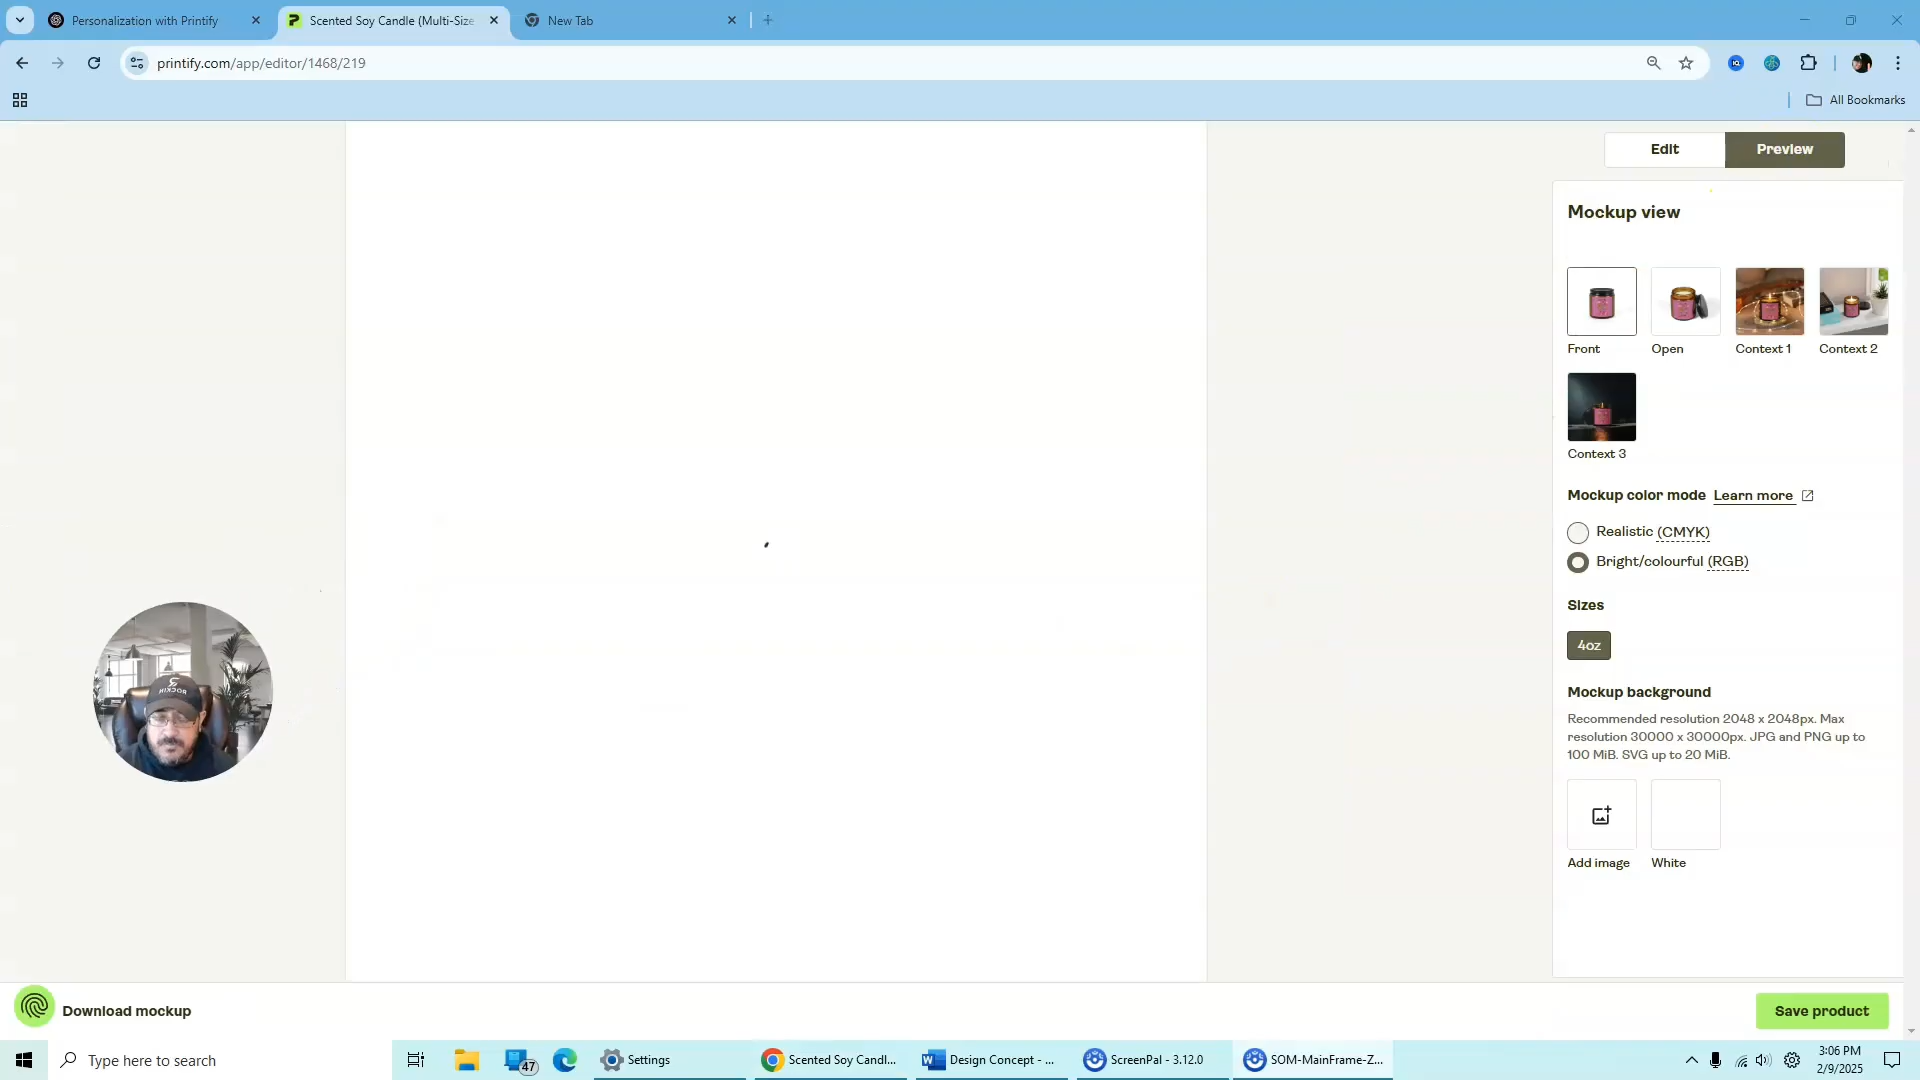 Personalization with Printify
Scented Soy Candle (Multi-Size
New Tab
printify.com/app/editor/1468/219
All Bookmarks
Edit
Preview
Mockup view
Front
Open
Context 1
Context 2
Context 3
Mockup color mode Learn more
Realistic (CMYK)
Bright/colourful (RGB)
Sizes
4oz
Mockup background
Recommended resolution 2048 x 2048px. Max
resolution 30000 x 30000px. JPG and PNG up to
100 MiB. SVG up to 20 MiB.
Add image
White
ROCKIN
Download mockup
Save product
Type here to search
47
Settings
Scented Soy Candl...
Design Concept - ...
ScreenPal - 3.12.0
SOM-MainFrame-Z...
3:06 PM
2/9/2025